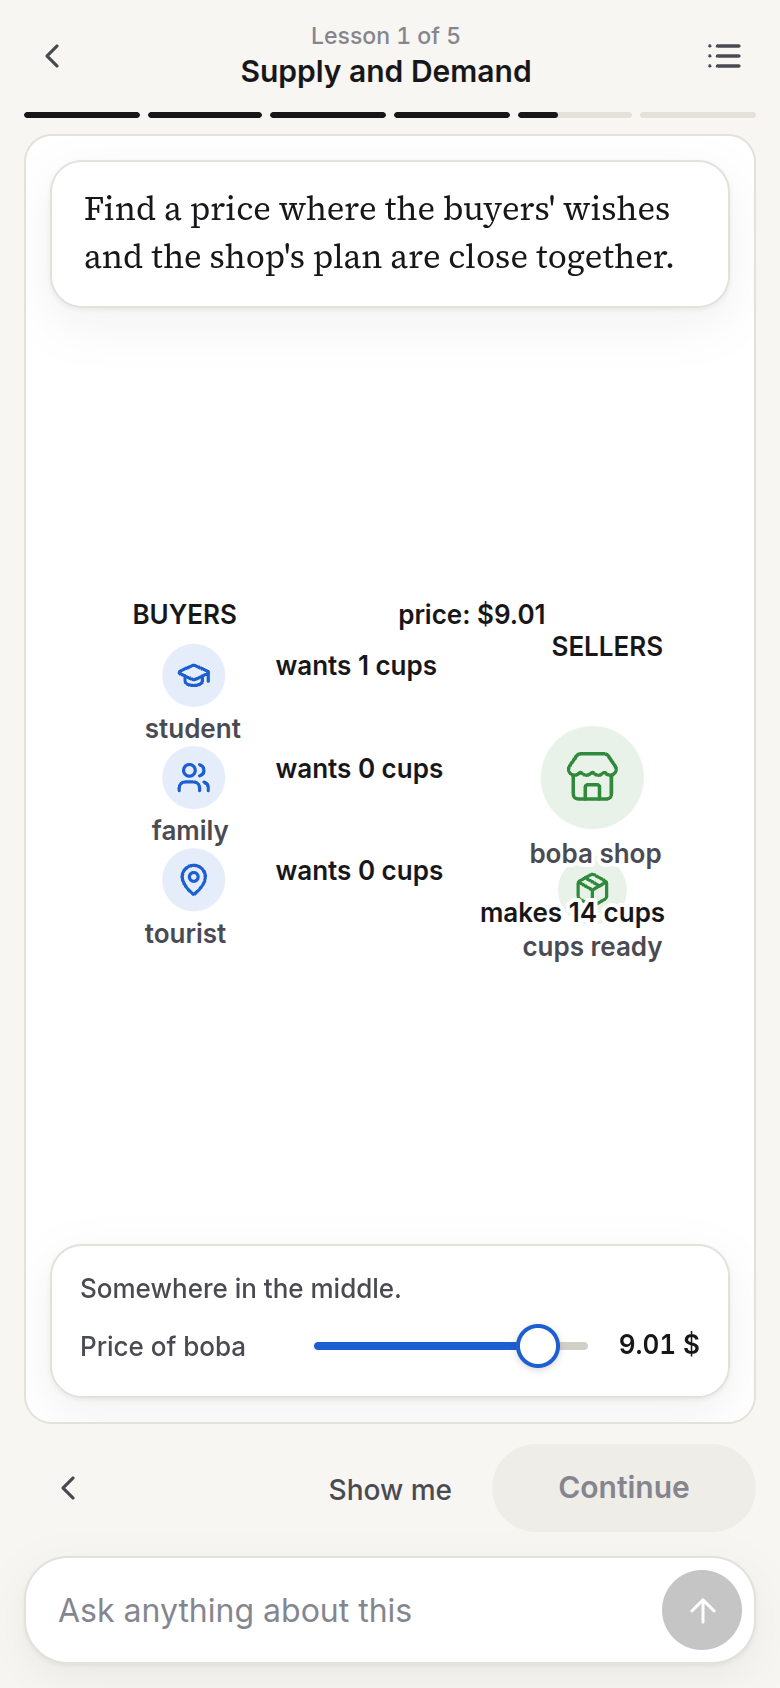 Lesson 1 of 5
Supply and Demand
Find a price where the buyers' wishes
and the shop's plan are close together.
BUYERS
price: $9.01
SELLERS
wants 1 cups
student
wants 0 cups
family
boba shop
wants 0 cups
makes 14 cups
tourist
cups ready
Somewhere in the middle.
Price of boba
9.01 $
Show me
Continue
Ask anything about this